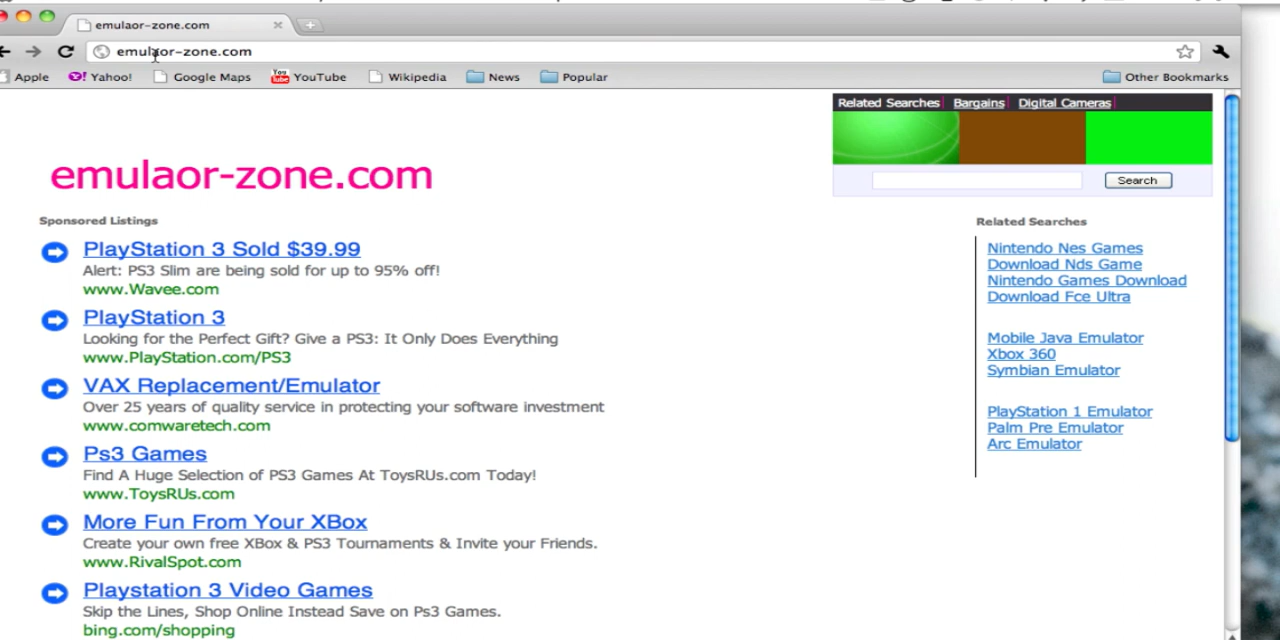 emulaor-zone.com
emulaor-zone.com
Apple Yahoo! Google Maps YouTube Wikipedia News Popular Other Bookmarks
Related Searches Bargains Digital Cameras
Search
emulaor-zone.com
Sponsored Listings
PlayStation 3 Sold $39.99
Alert: PS3 Slim are being sold for up to 95% off!
www.Wavee.com
PlayStation 3
Looking for the Perfect Gift? Give a PS3: It Only Does Everything
www.PlayStation.com/PS3
VAX Replacement/Emulator
Over 25 years of quality service in protecting your software investment
www.comwaretech.com
Ps3 Games
Find A Huge Selection of PS3 Games At ToysRUs.com Today!
www.ToysRUs.com
More Fun From Your XBox
Create your own free XBox & PS3 Tournaments & Invite your Friends.
www.RivalSpot.com
Playstation 3 Video Games
Skip the Lines, Shop Online Instead Save on Ps3 Games.
bing.com/shopping
Related Searches
Nintendo Nes Games
Download Nds Game
Nintendo Games Download
Download Fce Ultra
Mobile Java Emulator
Xbox 360
Symbian Emulator
PlayStation 1 Emulator
Palm Pre Emulator
Arc Emulator